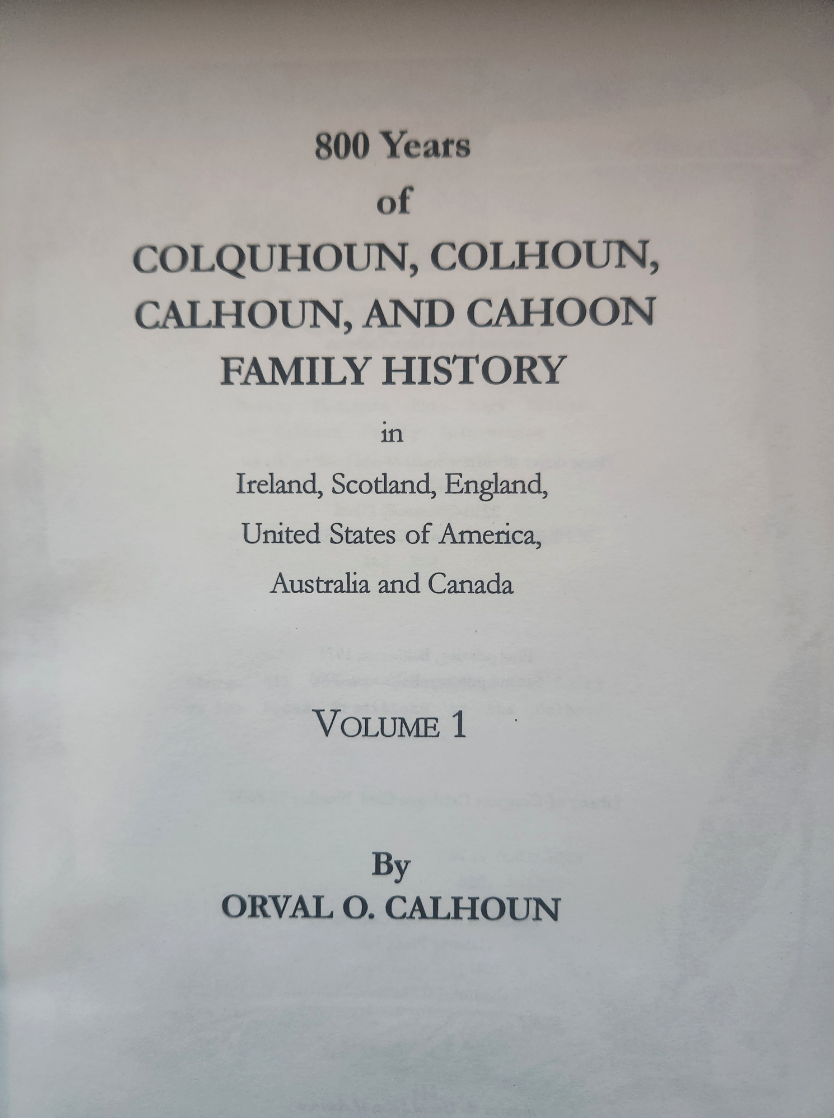 800 Years
of
COLQUHOUN, COLHOUN,
CALHOUN, AND CAHOON
FAMILY HISTORY
in
Ireland, Scotland, England,
United States of America,
Australia and Canada
VOLUME 1
By
ORVAL O. CALHOUN